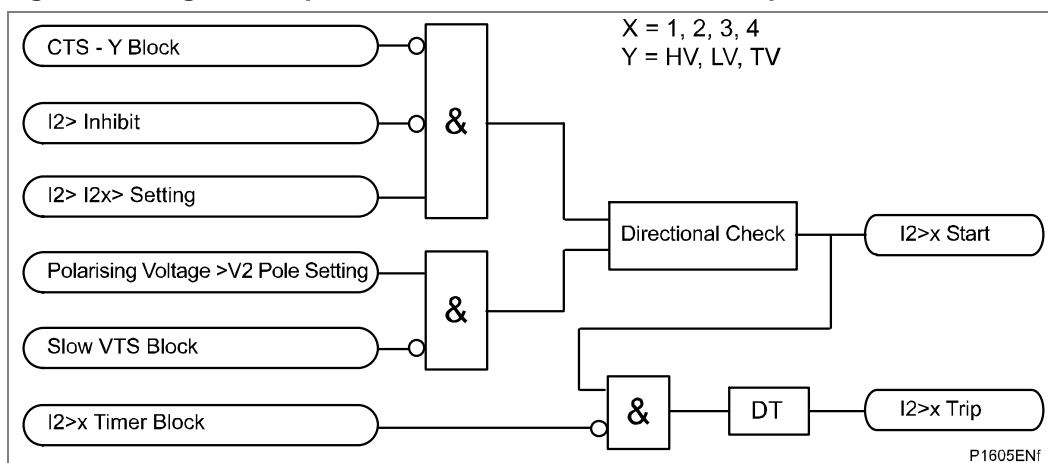 X = 1, 2, 3, 4
Y = HV, LV, TV
CTS - Y Block
I2> Inhibit
&
I2> I2x> Setting
Directional Check
I2>x Start
Polarising Voltage >V2 Pole Setting
&
Slow VTS Block
I2>x Timer Block
&
DT
I2>x Trip
P1605ENf